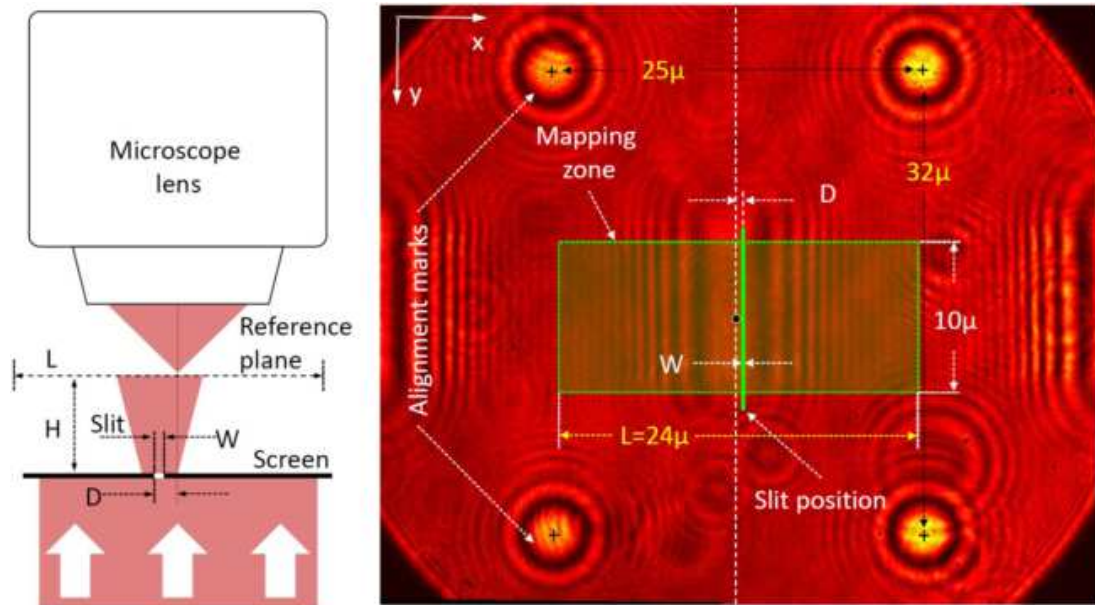 Microscope
lens
Reference
plane
L
H
Slit
W
Screen
D
x
y
25μ
Mapping
zone
32μ
D
Alignment marks
10μ
W
L=24μ
Slit position